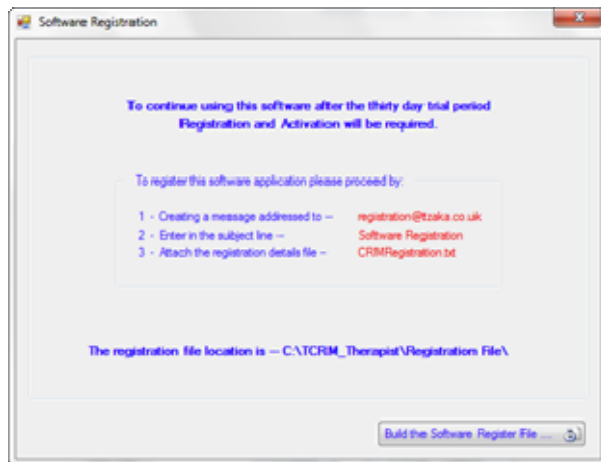 Software Registration
To continue using this software after the thirty day trial period
Registration and Activation will be required.
To register this software application please proceed by:
1 - Creating a message addressed to -- registration@tzaka.co.uk
2 - Enter in the subject line -- Software Registration
3 - Attach the registration details file -- CRIMRegistration.txt
The registration file location is -- C:\TCRIM_Therapist\Registration File\
Build the Software Register File ....